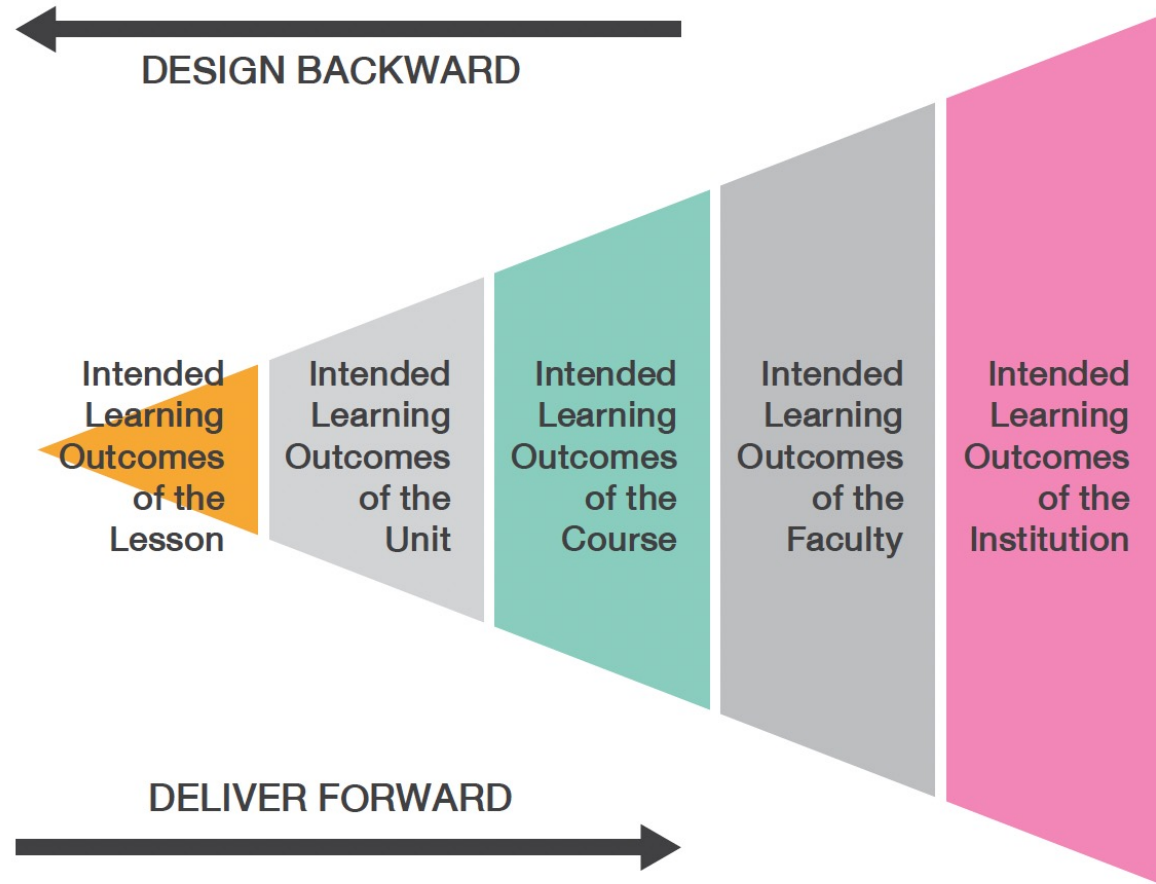 DESIGN BACKWARD
Intended
Learning
Outcomes
of the
Lesson
Intended
Learning
Outcomes
of the
Unit
Intended
Learning
Outcomes
of the
Course
Intended
Learning
Outcomes
of the
Faculty
Intended
Learning
Outcomes
of the
Institution
DELIVER FORWARD